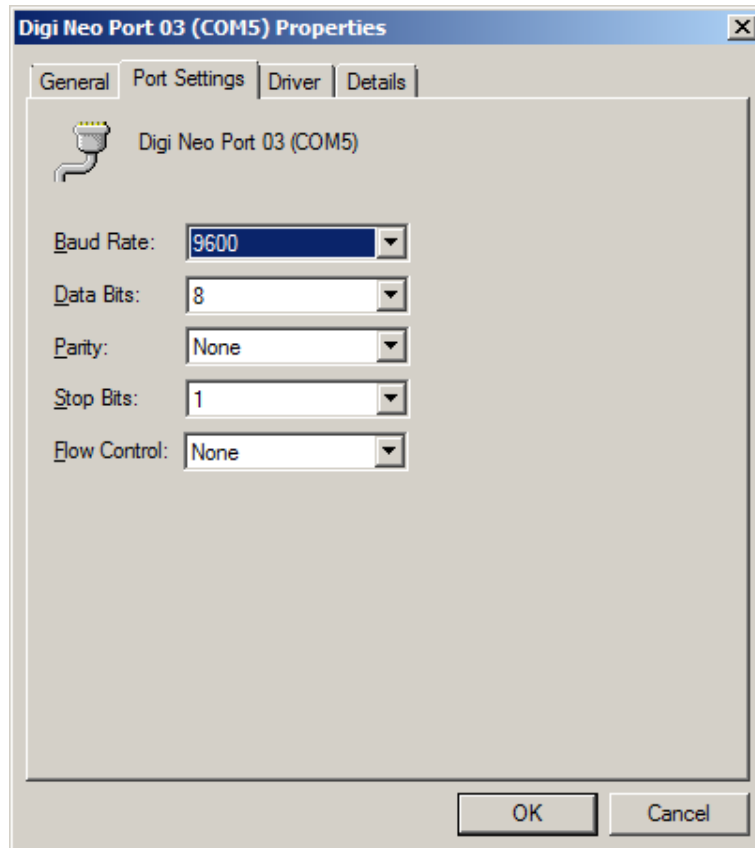 Digi Neo Port 03 (COM5) Properties
General Port Settings Driver Details
Digi Neo Port 03 (COM5)
Baud Rate: 9600
Data Bits: 8
Parity: None
Stop Bits: 1
Flow Control: None
OK Cancel